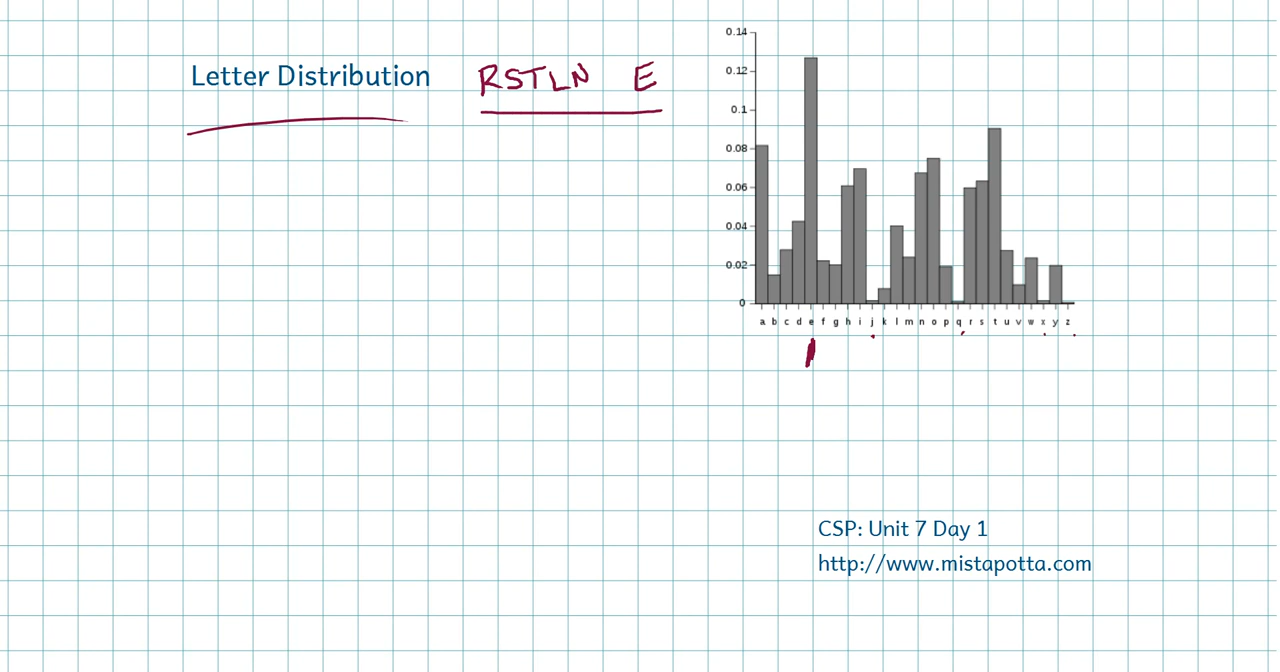 Letter Distribution RSTLN E
0.14
0.12
0.1
0.08
0.06
0.04
0.02
0
a b c d e f g h i j k l m n o p q r s t u v w x y z
CSP: Unit 7 Day 1
http://www.mistapotta.com